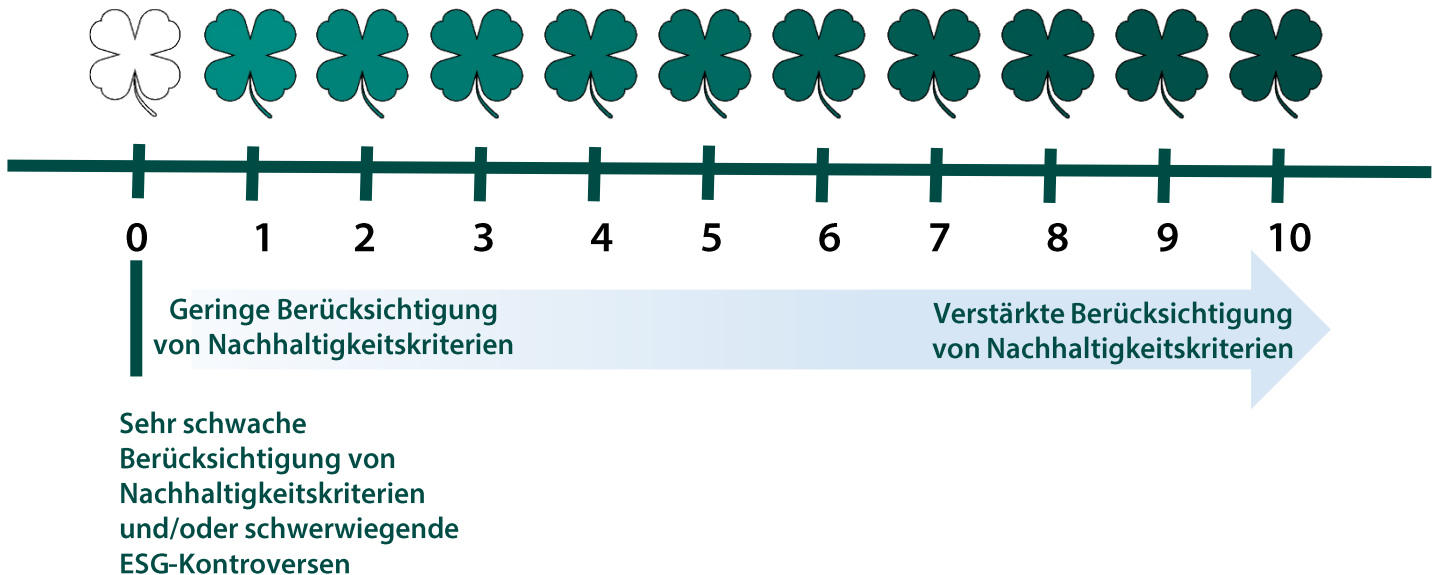 0 1 2 3 4 5 6 7 8 9 10
Geringe Berücksichtigung
von Nachhaltigkeitskriterien
Verstärkte Berücksichtigung
von Nachhaltigkeitskriterien
Sehr schwache
Berücksichtigung von
Nachhaltigkeitskriterien
und/oder schwerwiegende
ESG-Kontroversen